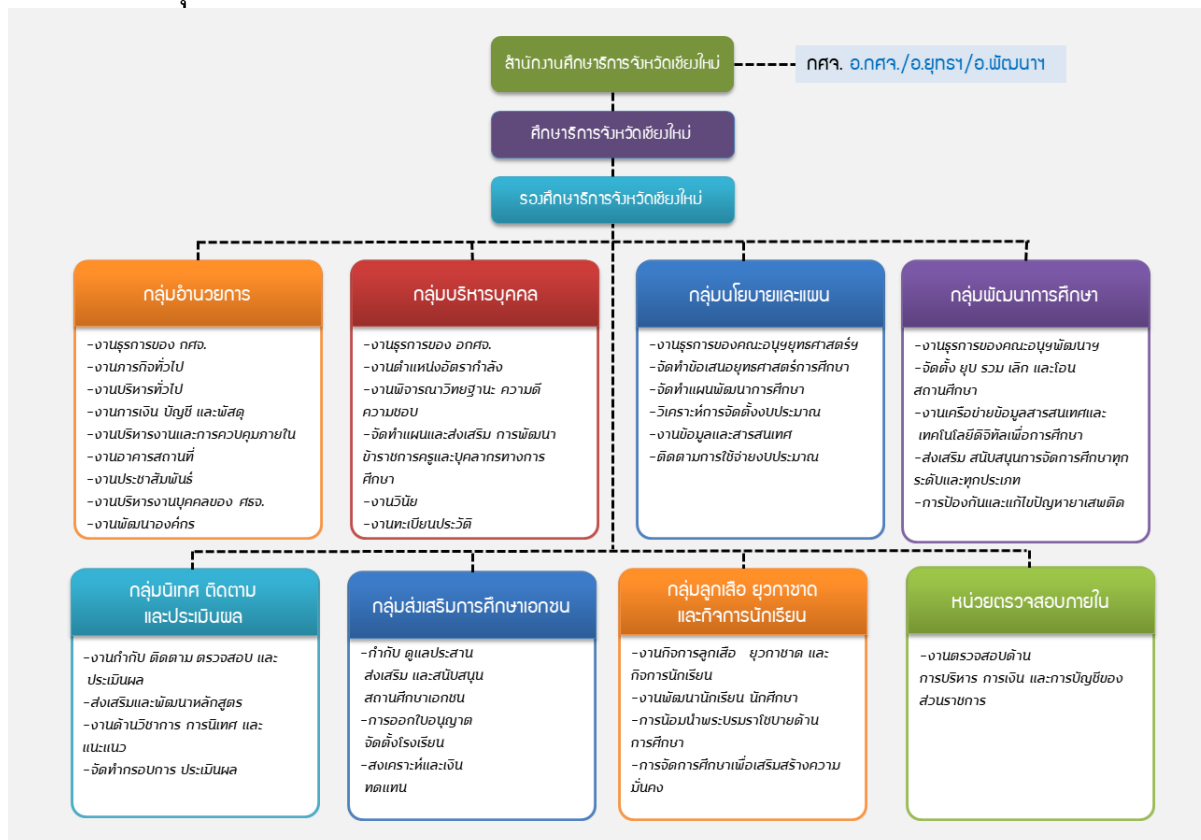 สำนักงานศึกษาธิการจังหวัดเชียงใหม่
กศจ. อ.กศจ./อ.ยุทธฯ/อ.พัฒนาฯ
ศึกษาธิการจังหวัดเชียงใหม่
รองศึกษาธิการจังหวัดเชียงใหม่
กลุ่มอำนวยการ
-งานธุรการของ กศจ.
-งานภารกิจทั่วไป
-งานบริหารทั่วไป
-งานการเงิน บัญชี และพัสดุ
-งานบริหารงานและการควบคุมภายใน
-งานอาคารสถานที่
-งานประชาสัมพันธ์
-งานบริหารงานบุคคลของ ศธจ.
-งานพัฒนาองค์กร
กลุ่มบริหารบุคคล
-งานธุรการของ อกศจ.
-งานตำแหน่งอัตรากำลัง
-งานพิจารณาวิทยฐานะ ความดี
ความชอบ
-จัดทำแผนและส่งเสริม การพัฒนา
ข้าราชการครูและบุคลากรทางการ
ศึกษา
-งานวินัย
-งานทะเบียนประวัติ
กลุ่มนโยบายและแผน
-งานธุรการของคณะอนุฯยุทธศาสตร์ฯ
-จัดทำข้อเสนอยุทธศาสตร์การศึกษา
-จัดทำแผนพัฒนาการศึกษา
-วิเคราะห์การจัดตั้งงบประมาณ
-งานข้อมูลและสารสนเทศ
-ติดตามการใช้จ่ายงบประมาณ
กลุ่มพัฒนาการศึกษา
-งานธุรการของคณะอนุฯพัฒนาฯ
-จัดตั้ง ยุบ รวม เลิก และโอน
สถานศึกษา
-งานเครือข่ายข้อมูลสารสนเทศและ
เทคโนโลยีดิจิทัลเพื่อการศึกษา
-ส่งเสริม สนับสนุนการจัดการศึกษาทุก
ระดับและทุกประเภท
-การป้องกันและแก้ไขปัญหายาเสพติด
กลุ่มนิเทศ ติดตาม
และประเมินผล
-งานกำกับ ติดตาม ตรวจสอบ และ
ประเมินผล
-ส่งเสริมและพัฒนาหลักสูตร
-งานด้านวิชาการ การนิเทศ และ
แนะแนว
-จัดทำกรอบการ ประเมินผล
กลุ่มส่งเสริมการศึกษาเอกชน
-กำกับ ดูแลประสาน
ส่งเสริม และสนับสนุน
สถานศึกษาเอกชน
-การออกใบอนุญาต
จัดตั้งโรงเรียน
-สงเคราะห์และเงิน
ทดแทน
กลุ่มลูกเสือ ยุวกาชาด
และกิจการนักเรียน
-งานกิจการลูกเสือ ยุวกาชาด และ
กิจการนักเรียน
-งานพัฒนานักเรียน นักศึกษา
-การน้อมนำพระบรมราโชบายด้าน
การศึกษา
-การจัดการศึกษาเพื่อเสริมสร้างความ
มั่นคง
หน่วยตรวจสอบภายใน
-งานตรวจสอบด้าน
การบริหาร การเงิน และการบัญชีของ
ส่วนราชการ